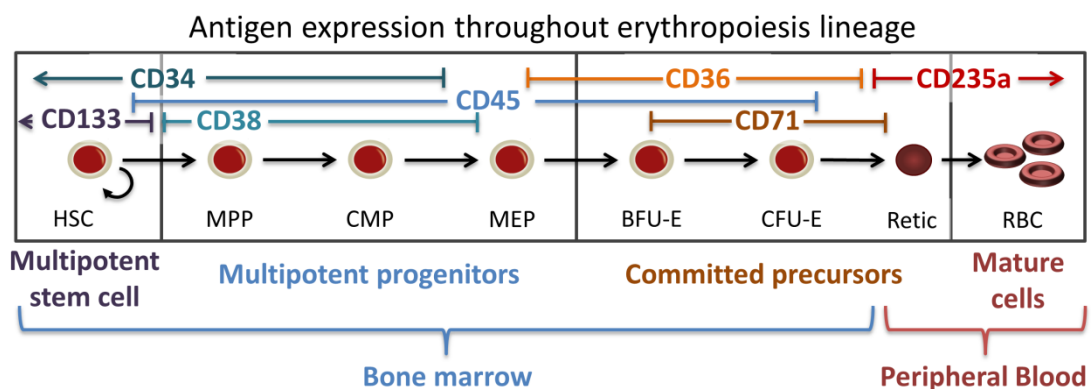 Antigen expression throughout erythropoiesis lineage
CD34
CD36
CD235a
CD45
CD133
CD38
CD71
HSC
MPP
CMP
MEP
BFU-E
CFU-E
Retic
RBC
Multipotent
stem cell
Multipotent progenitors
Committed precursors
Mature
cells
Bone marrow
Peripheral Blood